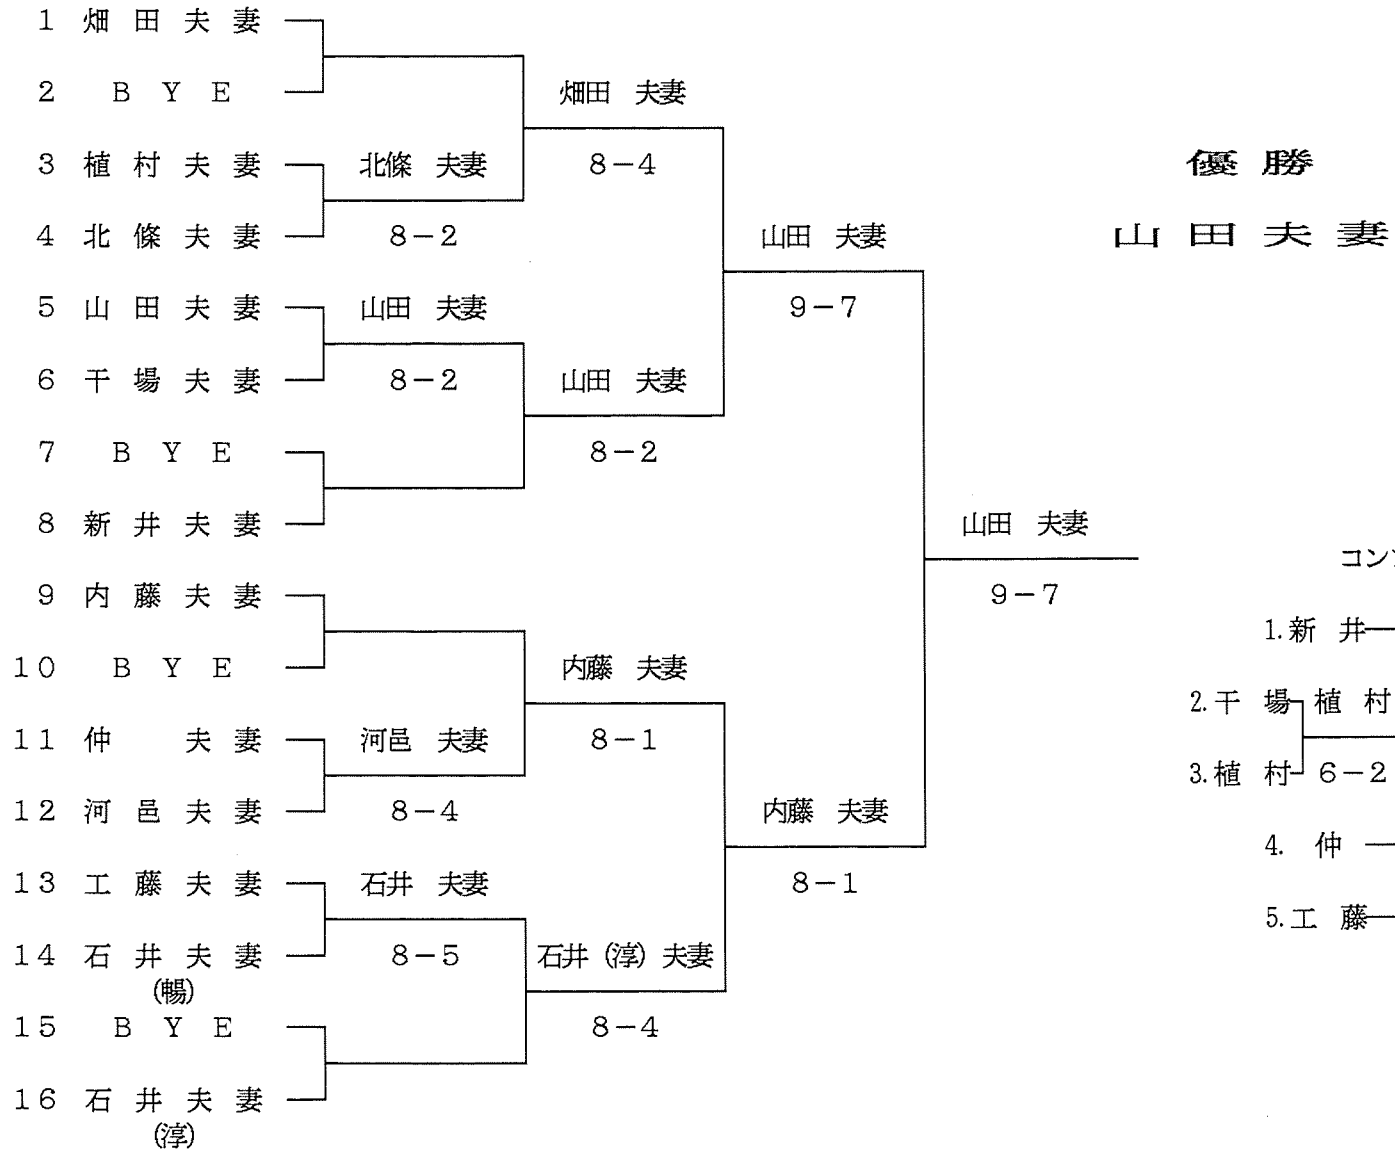 1 畑田夫妻
2 BYE
畑田 夫妻
3 植村夫妻
北條 夫妻
8-4
優勝
4 北條夫妻
8-2
山田 夫妻
山田夫妻
5 山田夫妻
山田 夫妻
9-7
6 干場夫妻
8-2
山田 夫妻
7 BYE
8-2
8 新井夫妻
山田 夫妻
コン
9 内藤夫妻
9-7
1.新井
10 BYE
内藤 夫妻
2.干場
植村
11 仲 夫妻
河邑 夫妻
8-1
3.植村
6-2
12 河邑夫妻
8-4
内藤 夫妻
4. 仲
13 工藤夫妻
石井 夫妻
8-1
5.工藤
14 石井夫妻
(暢)
8-5
石井(淳)夫妻
15 BYE
8-4
16 石井夫妻
(淳)